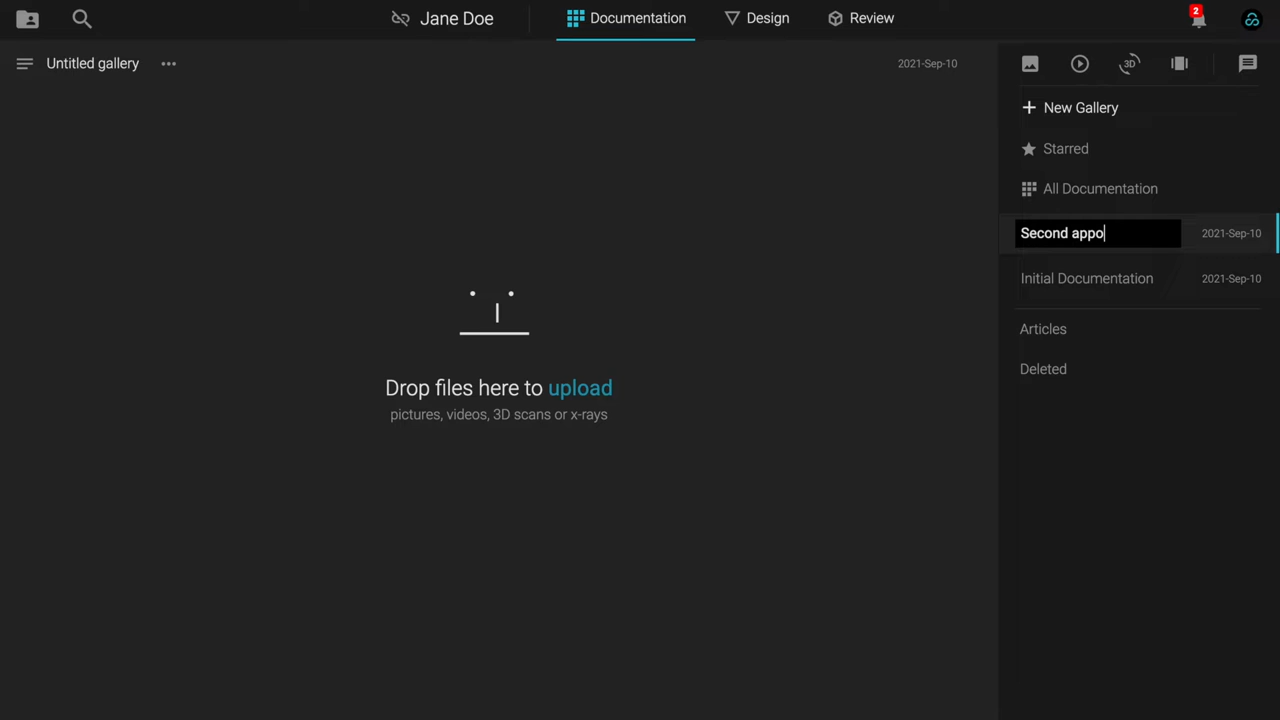 Jane Doe
Documentation
Design
Review
2
Untitled gallery
2021-Sep-10
3D
New Gallery
Starred
All Documentation
Second appo
2021-Sep-10
Initial Documentation
2021-Sep-10
Articles
Deleted
Drop files here to upload
pictures, videos, 3D scans or x-rays